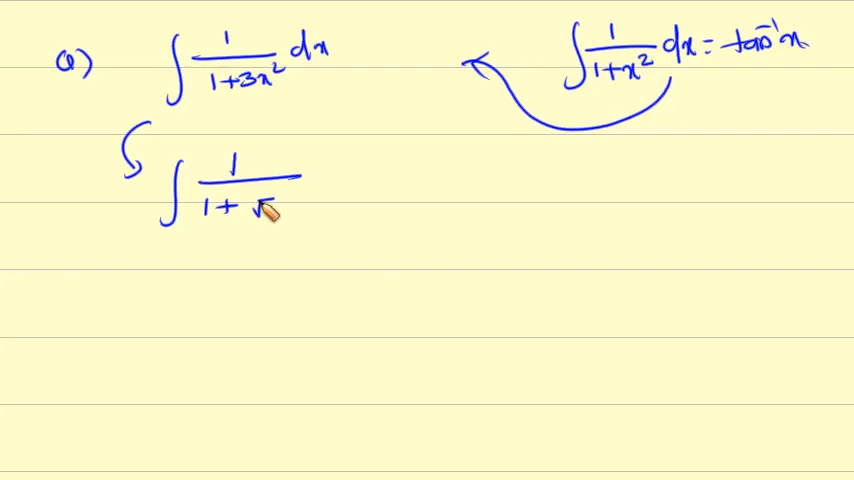 a) ∫ 1/(1+3x²) dx
∫ 1/(1+x²) dx = tan⁻¹x
∫ 1/(1+ √